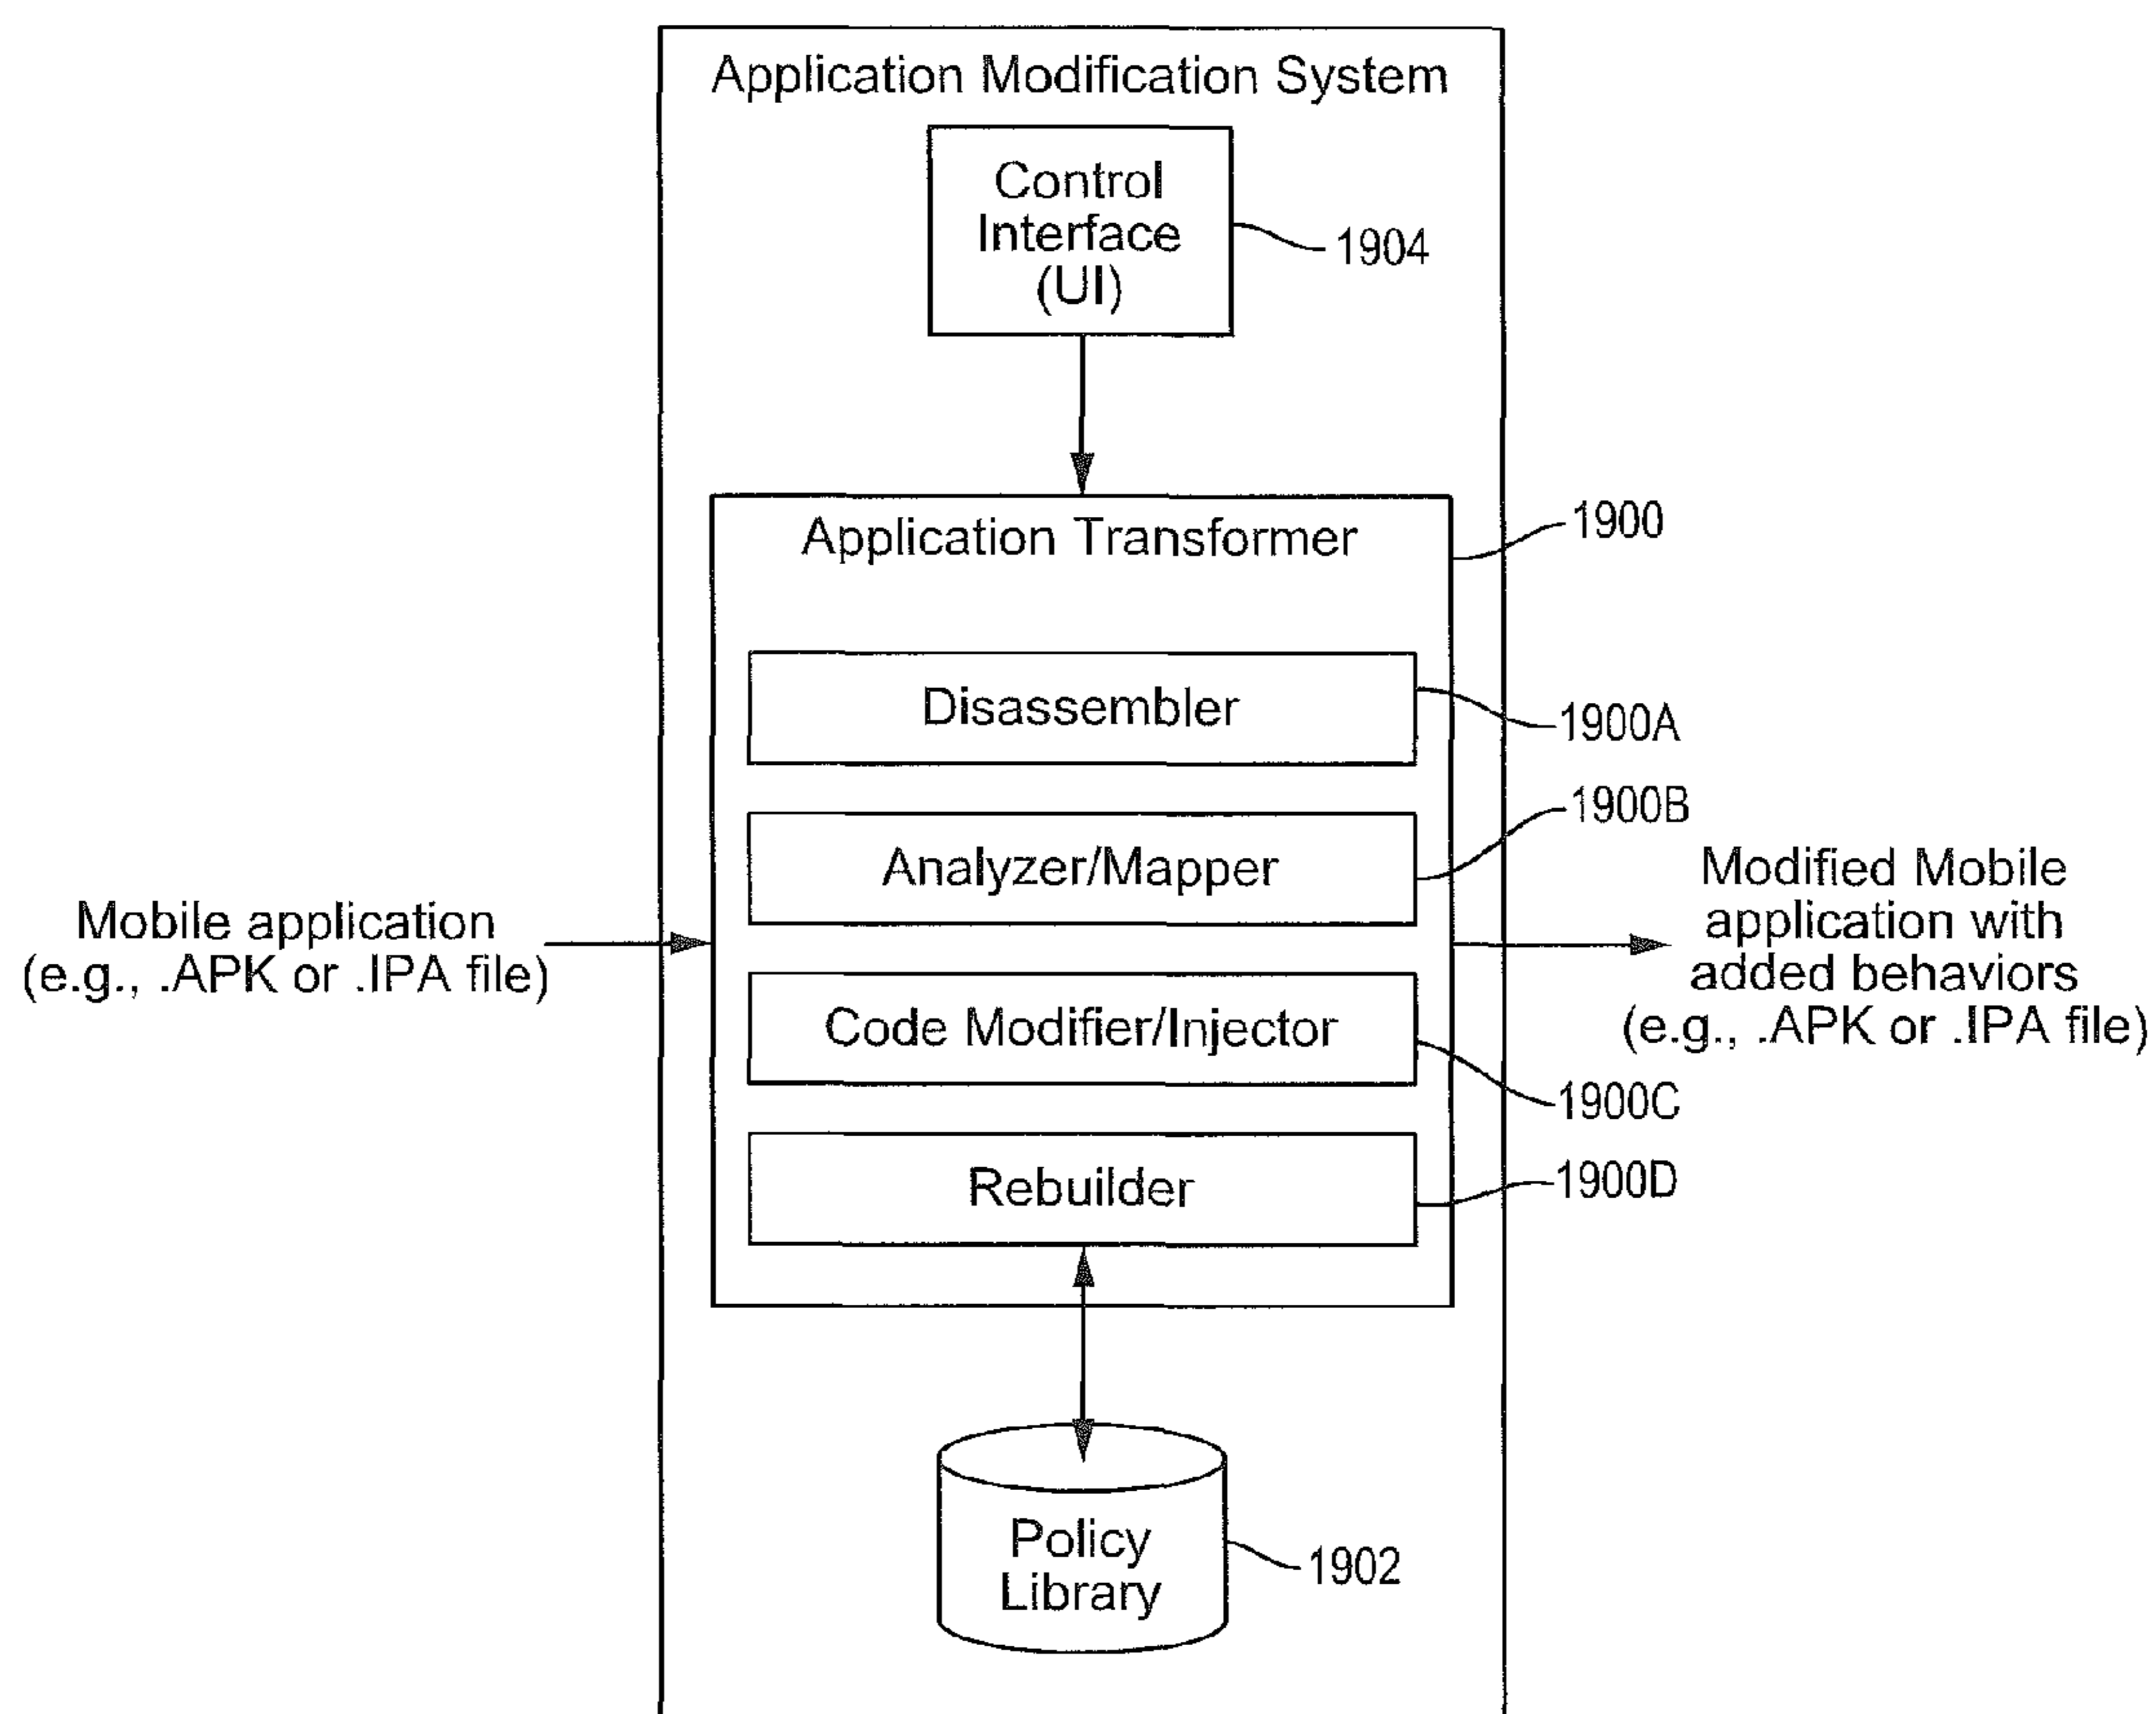 Application Modification System
Control
Interface
(UI)
1904
Application Transformer
1900
Disassembler
1900A
Analyzer/Mapper
1900B
Mobile application
(e.g., .APK or .IPA file)
Modified Mobile
application with
added behaviors
(e.g., .APK or .IPA file)
Code Modifier/Injector
1900C
Rebuilder
1900D
Policy
Library
1902